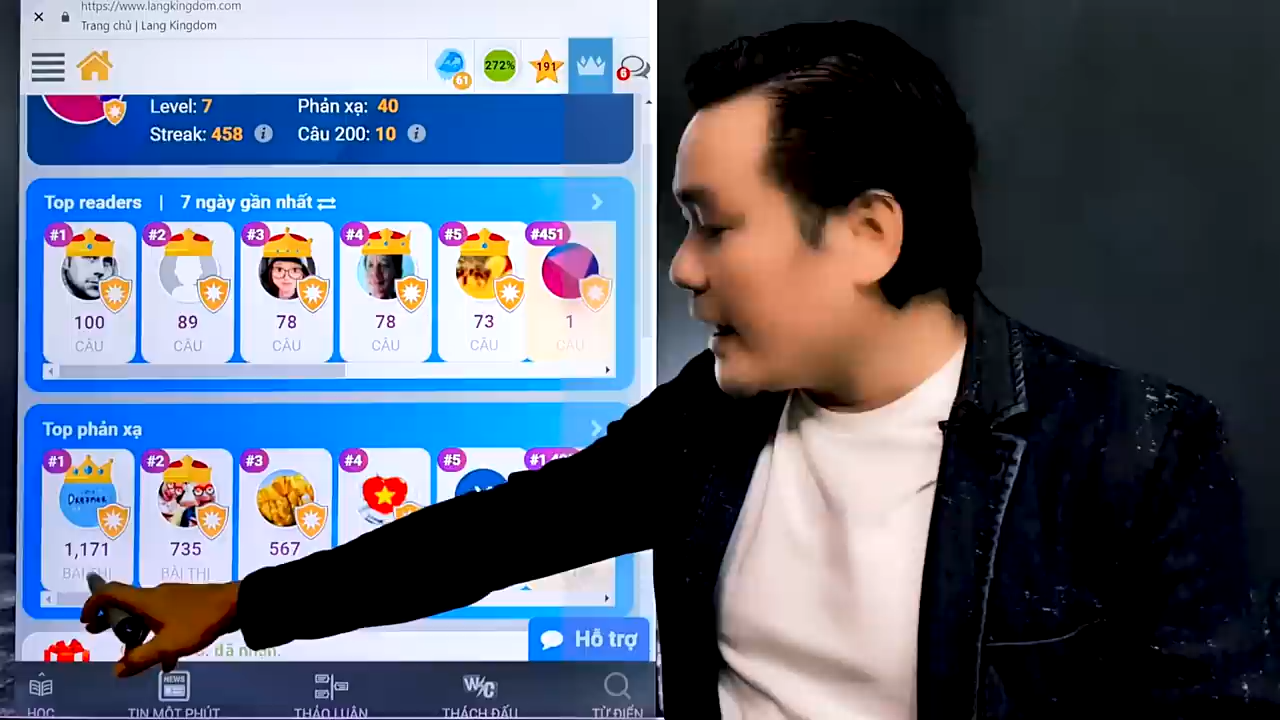 https://www.langkingdom.com
Trang chủ | Lang Kingdom
61
272%
191
6
Level: 7 Phản xạ: 40
Streak: 458 i Câu 200: 10 i
Top readers | 7 ngày gần nhất
#1 #2 #3 #4 #5 #451
100 89 78 78 73 1
CÂU CÂU CÂU CÂU CÂU CÂU
Top phản xạ
#1 #2 #3 #4 #5
Dreamer
1,171 735 567
BÀI THI BÀI THI
Hỗ trợ
đã nhận.
NEWS W/C
HỌC TIN MỘT PHÚT THẢO LUẬN THÁCH ĐẤU TỪ ĐIỂN